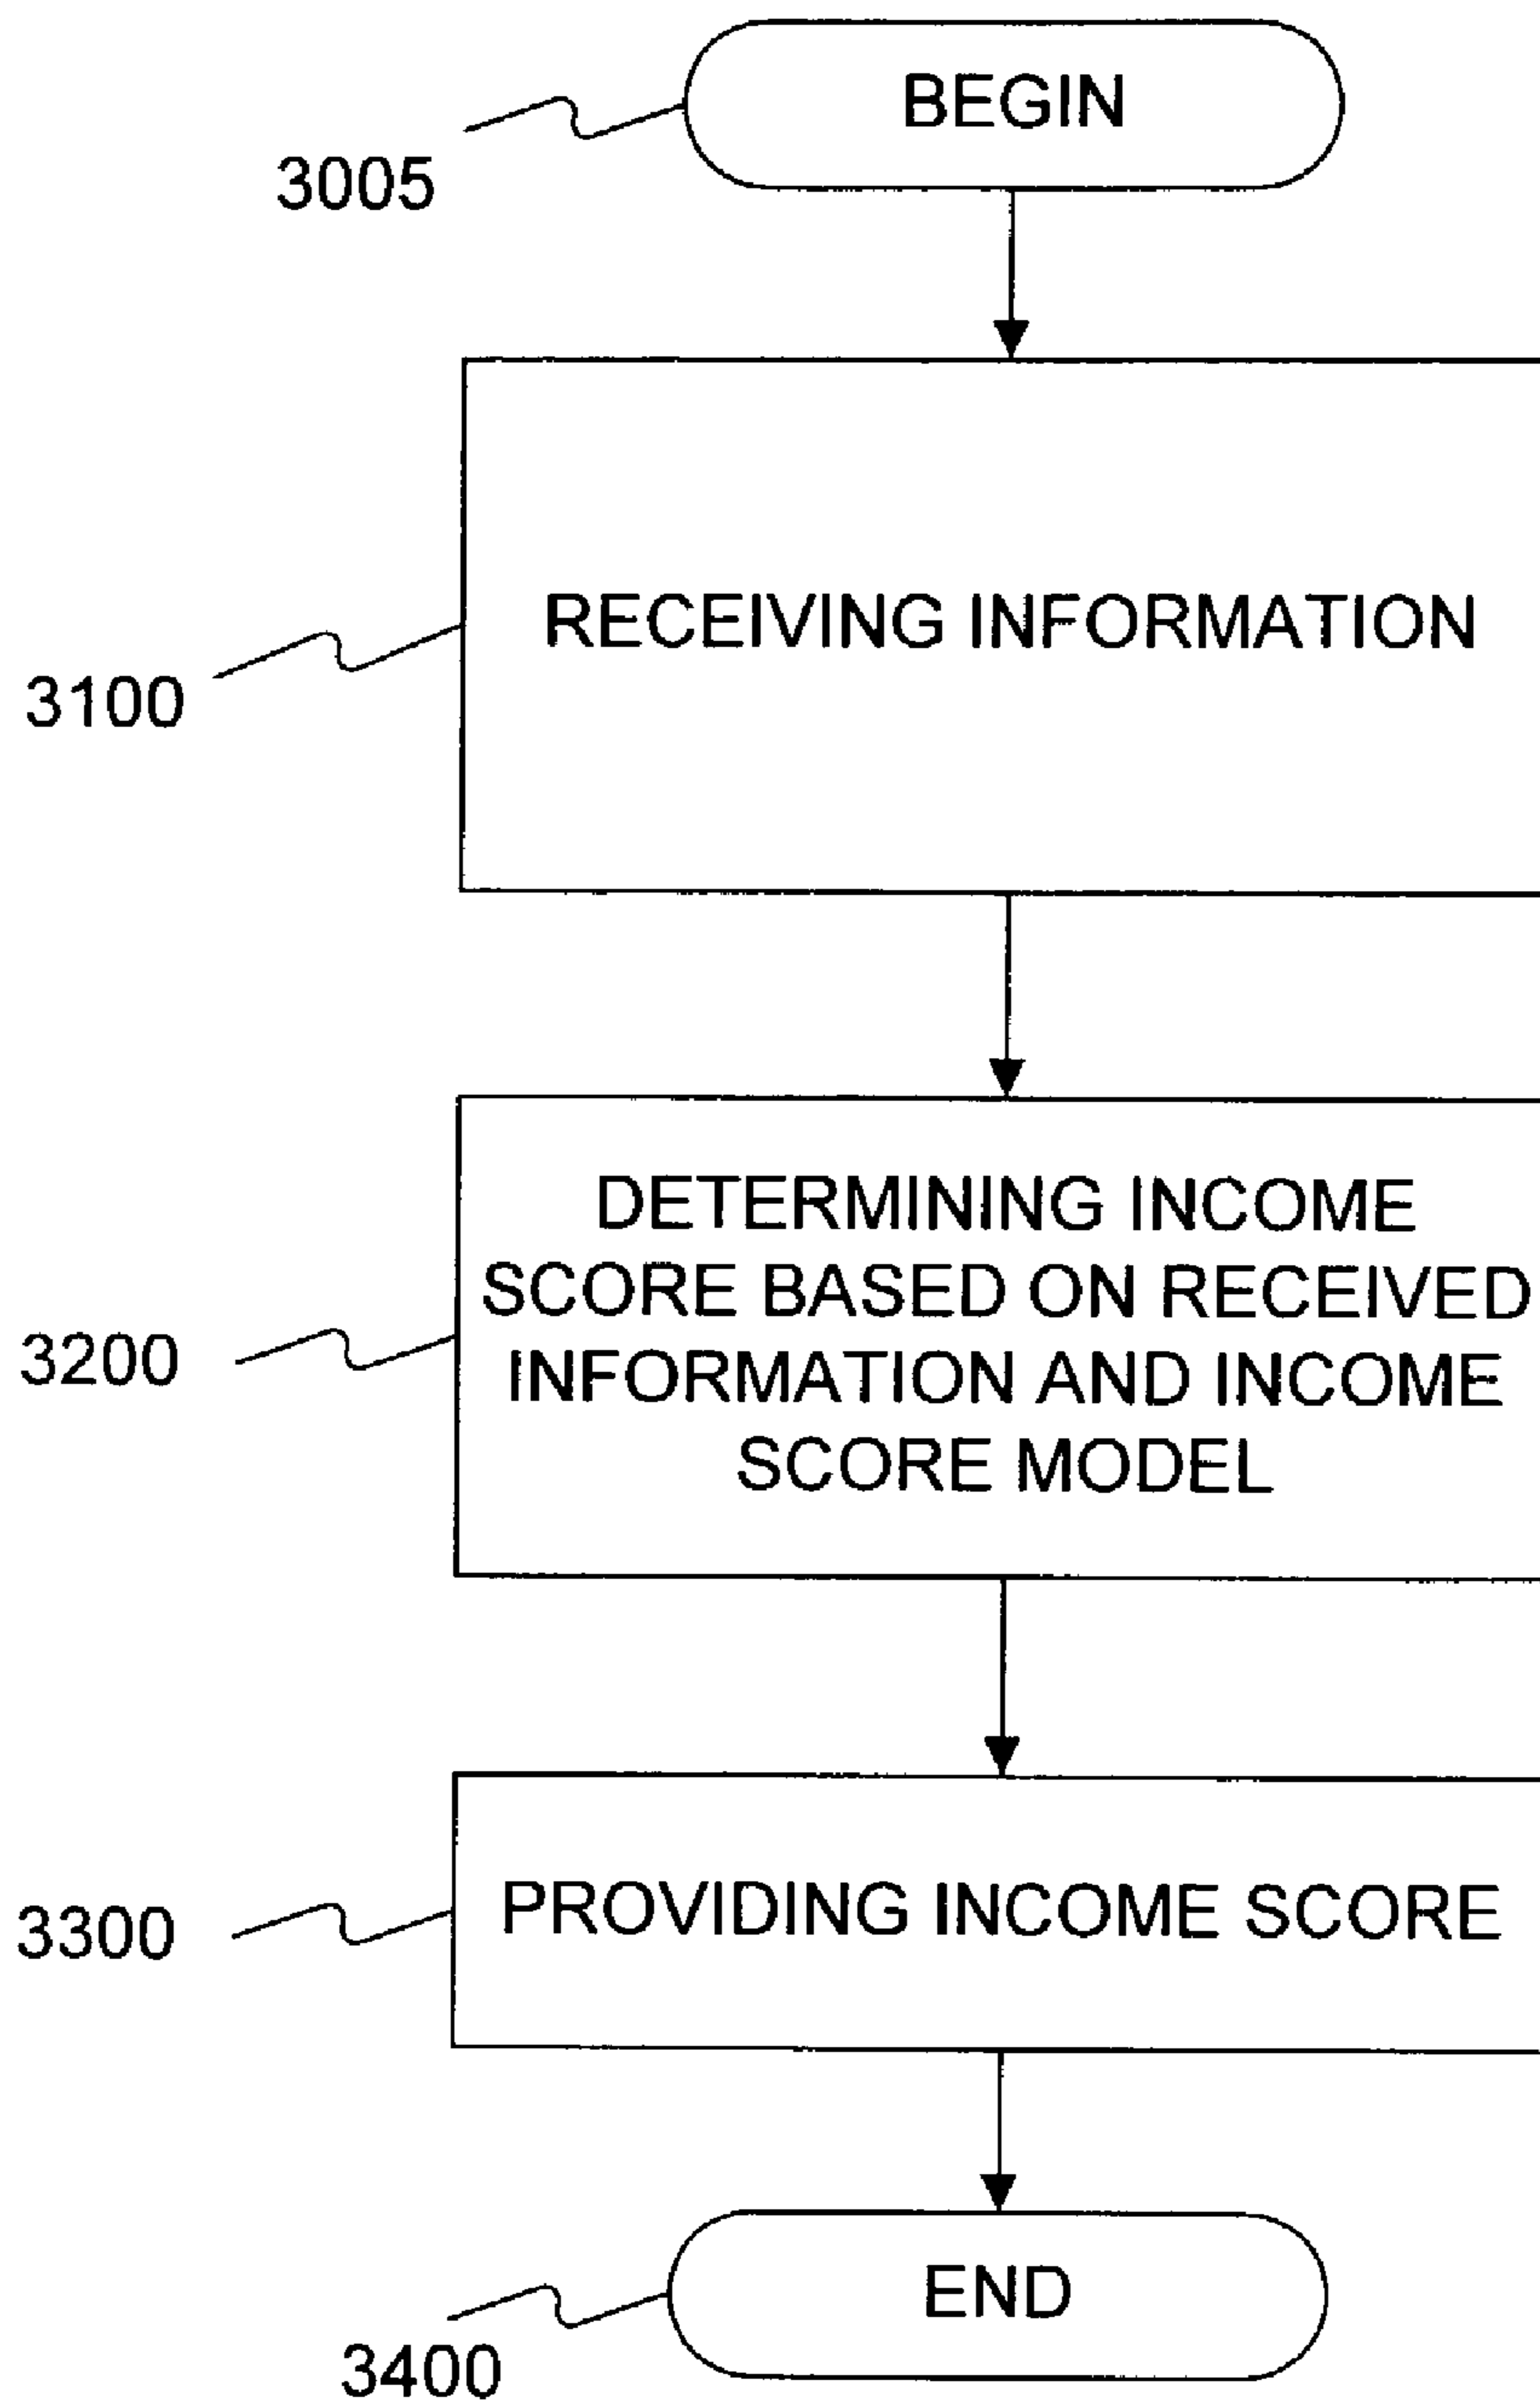 BEGIN
3005
RECEIVING INFORMATION
3100
DETERMINING INCOME
SCORE BASED ON RECEIVED
INFORMATION AND INCOME
SCORE MODEL
3200
PROVIDING INCOME SCORE
3300
END
3400